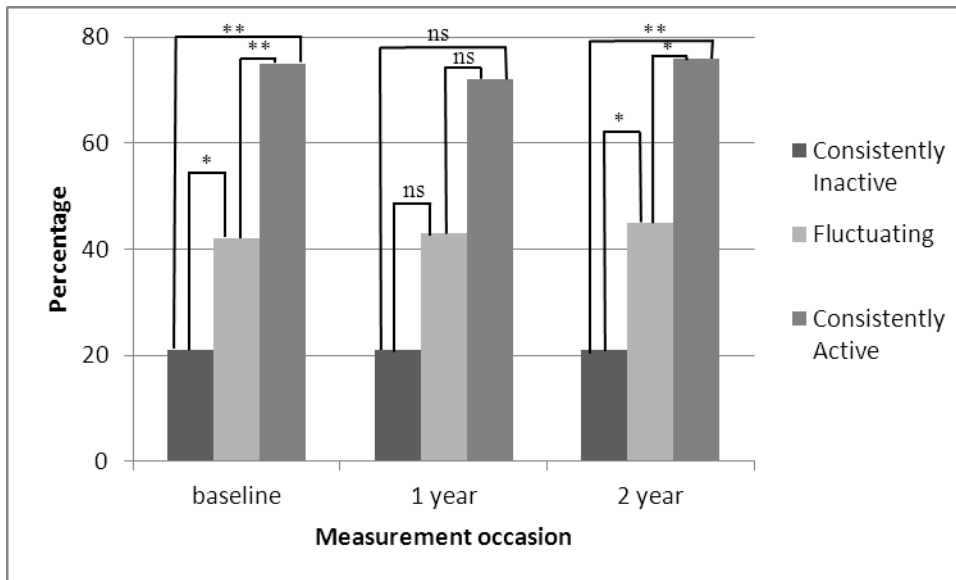 80
60
40
20
0
Percentage
** ** *
ns ns ns
** * *
baseline 1 year 2 year
Measurement occasion
Consistently
Inactive
Fluctuating
Consistently
Active